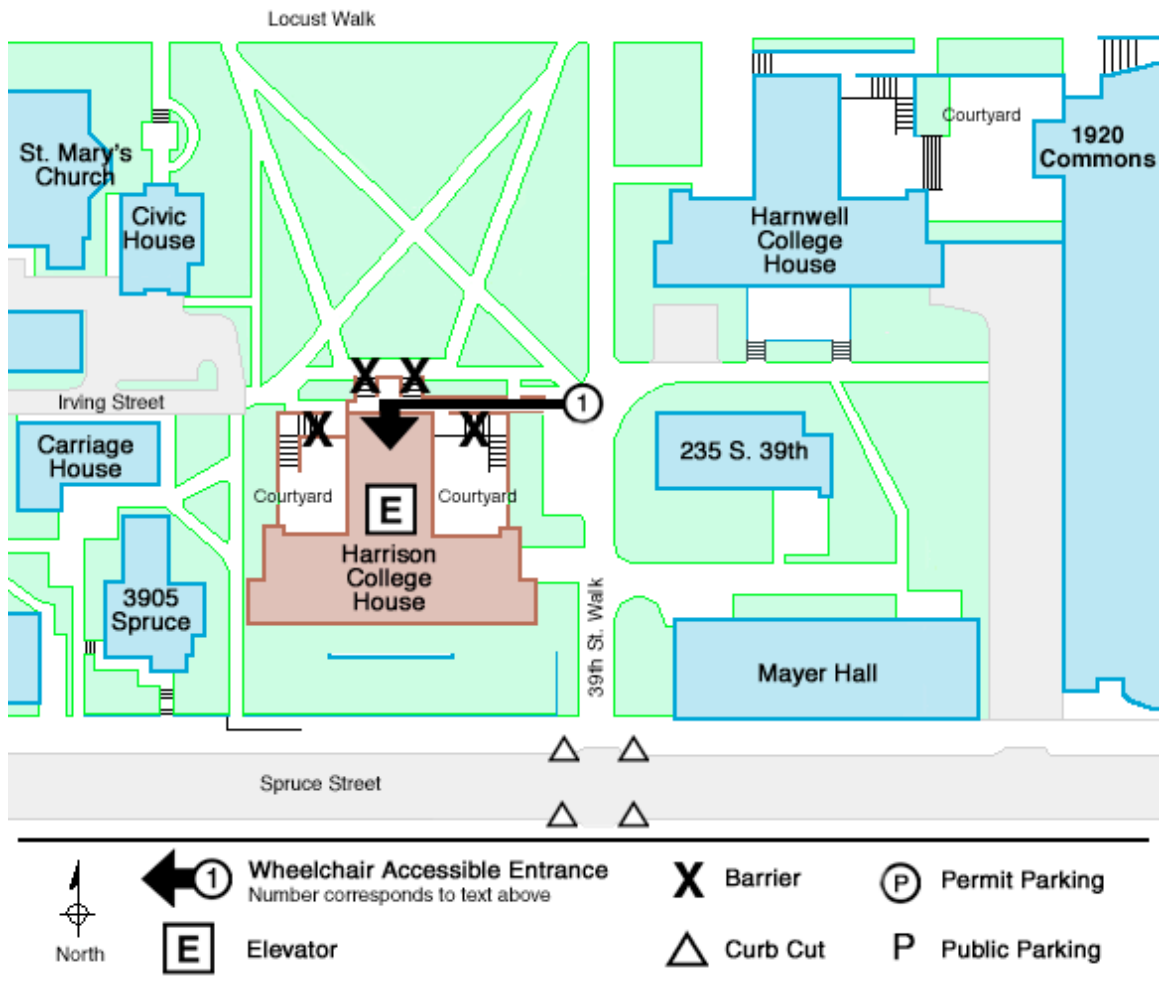 Locust Walk
St. Mary's
Church
Civic
House
Courtyard
1920
Commons
Harnwell
College
House
Irving Street
X
X
1
X
X
Carriage
House
235 S. 39th
Courtyard
E
Courtyard
Harrison
College
House
3905
Spruce
39th St. Walk
Mayer Hall
Spruce Street
North
1
Wheelchair Accessible Entrance
Number corresponds to text above
E
Elevator
X
Barrier
Curb Cut
P
Permit Parking
P
Public Parking